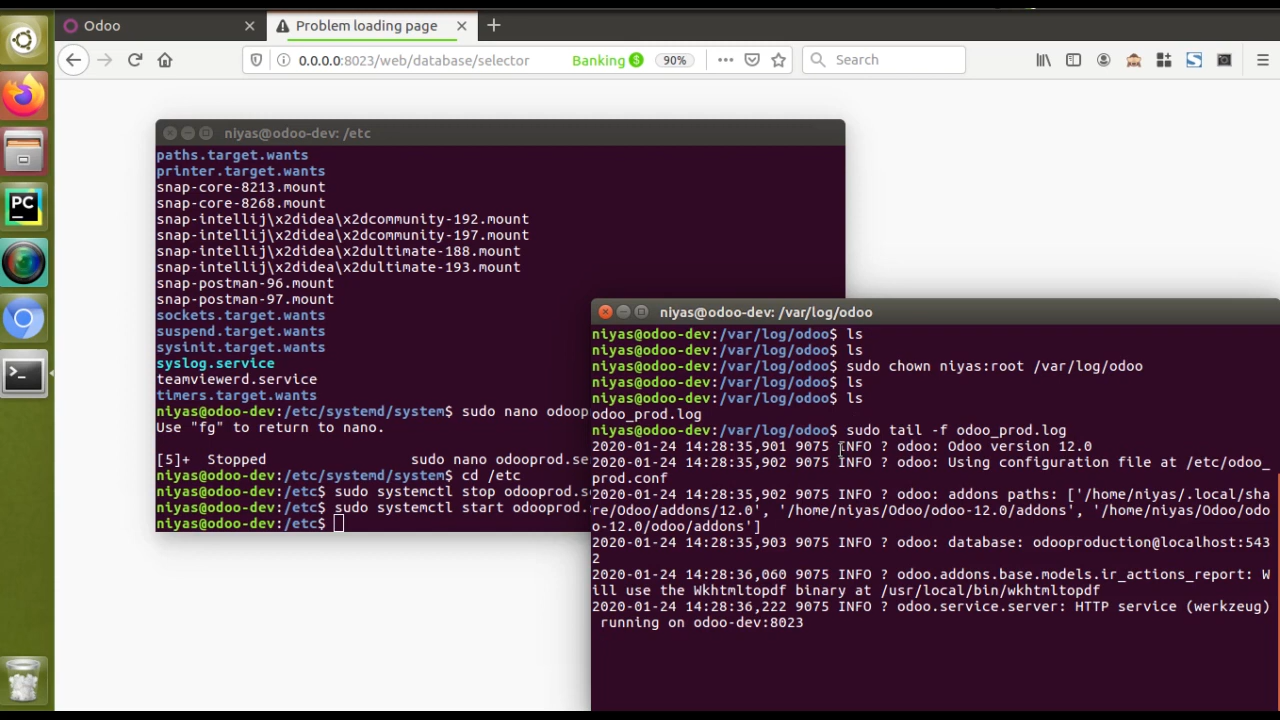 Odoo
Problem loading page
0.0.0.0:8023/web/database/selector
Banking
90%
Search
niyas@odoo-dev: /etc
paths.target.wants
printer.target.wants
snap-core-8213.mount
snap-core-8268.mount
snap-intellij\x2didea\x2dcommunity-192.mount
snap-intellij\x2didea\x2dcommunity-197.mount
snap-intellij\x2didea\x2dultimate-188.mount
snap-intellij\x2didea\x2dultimate-193.mount
snap-postman-96.mount
snap-postman-97.mount
sockets.target.wants
suspend.target.wants
sysinit.target.wants
syslog.service
teamviewerd.service
timers.target.wants
niyas@odoo-dev:/etc/systemd/system$ sudo nano odoop
Use "fg" to return to nano.
[5]+  Stopped                 sudo nano odooprod.se
niyas@odoo-dev:/etc/systemd/system$ cd /etc
niyas@odoo-dev:/etc$ sudo systemctl stop odooprod.s
niyas@odoo-dev:/etc$ sudo systemctl start odooprod.
niyas@odoo-dev:/etc$
niyas@odoo-dev: /var/log/odoo
niyas@odoo-dev:/var/log/odoo$ ls
niyas@odoo-dev:/var/log/odoo$ ls
niyas@odoo-dev:/var/log/odoo$ sudo chown niyas:root /var/log/odoo
niyas@odoo-dev:/var/log/odoo$ ls
niyas@odoo-dev:/var/log/odoo$ ls
odoo_prod.log
niyas@odoo-dev:/var/log/odoo$ sudo tail -f odoo_prod.log
2020-01-24 14:28:35,901 9075 INFO ? odoo: Odoo version 12.0
2020-01-24 14:28:35,902 9075 INFO ? odoo: Using configuration file at /etc/odoo_
prod.conf
2020-01-24 14:28:35,902 9075 INFO ? odoo: addons paths: ['/home/niyas/.local/sha
re/Odoo/addons/12.0', '/home/niyas/Odoo/odoo-12.0/addons', '/home/niyas/Odoo/odo
o-12.0/odoo/addons']
2020-01-24 14:28:35,903 9075 INFO ? odoo: database: odooproduction@localhost:543
2
2020-01-24 14:28:36,060 9075 INFO ? odoo.addons.base.models.ir_actions_report: W
ill use the Wkhtmltopdf binary at /usr/local/bin/wkhtmltopdf
2020-01-24 14:28:36,222 9075 INFO ? odoo.service.server: HTTP service (werkzeug)
running on odoo-dev:8023
PC